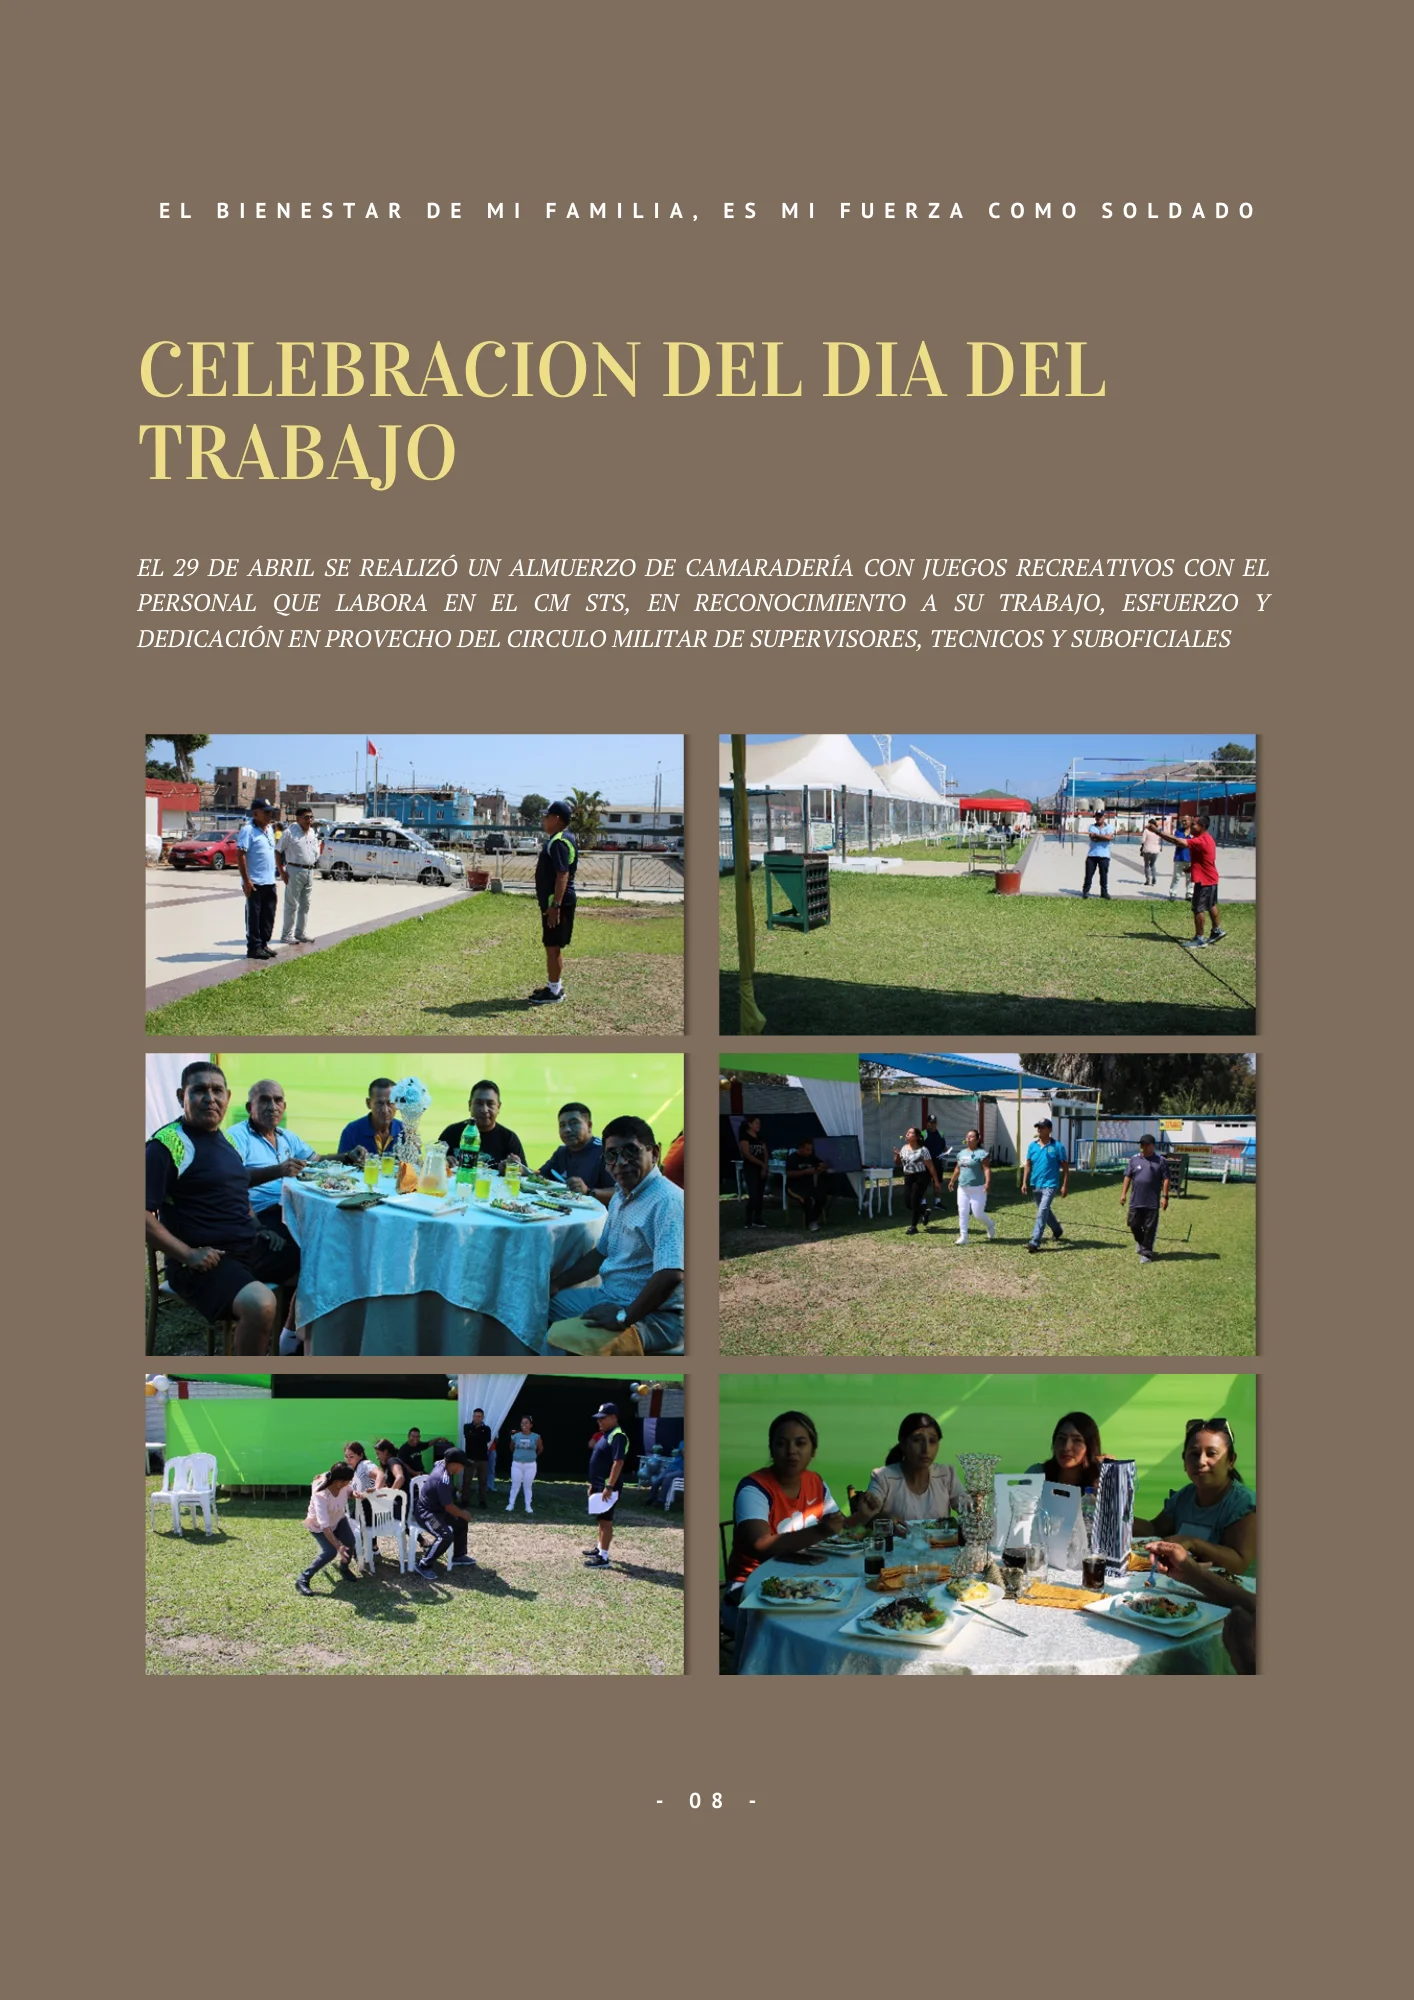 EL BIENESTAR DE MI FAMILIA, ES MI FUERZA COMO SOLDADO
CELEBRACION DEL DIA DEL
TRABAJO
EL 29 DE ABRIL SE REALIZÓ UN ALMUERZO DE CAMARADERÍA CON JUEGOS RECREATIVOS CON EL
PERSONAL QUE LABORA EN EL CM STS, EN RECONOCIMIENTO A SU TRABAJO, ESFUERZO Y
DEDICACIÓN EN PROVECHO DEL CIRCULO MILITAR DE SUPERVISORES, TECNICOS Y SUBOFICIALES
- 08 -